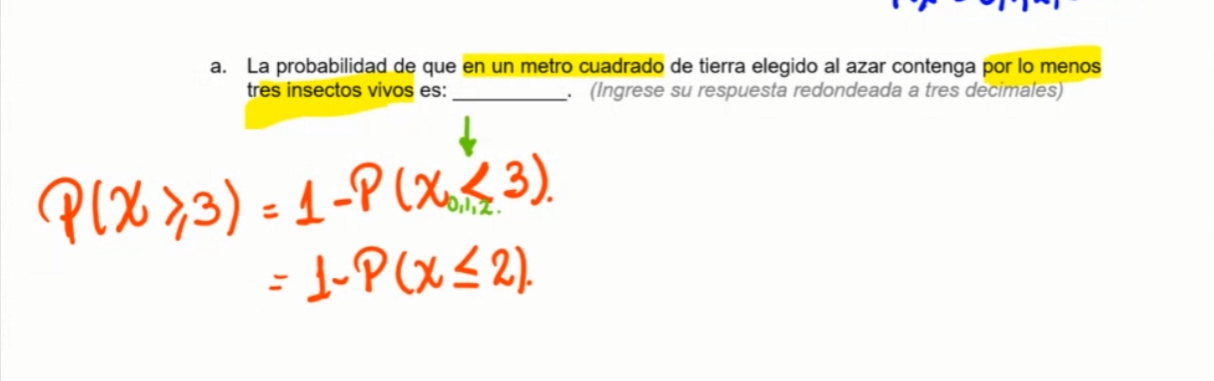 a. La probabilidad de que en un metro cuadrado de tierra elegido al azar contenga por lo menos
tres insectos vivos es: __________. (Ingrese su respuesta redondeada a tres decimales)
P(x ≥ 3) = 1 - P(x < 3).
0,1,2.
= 1 - P(x ≤ 2).